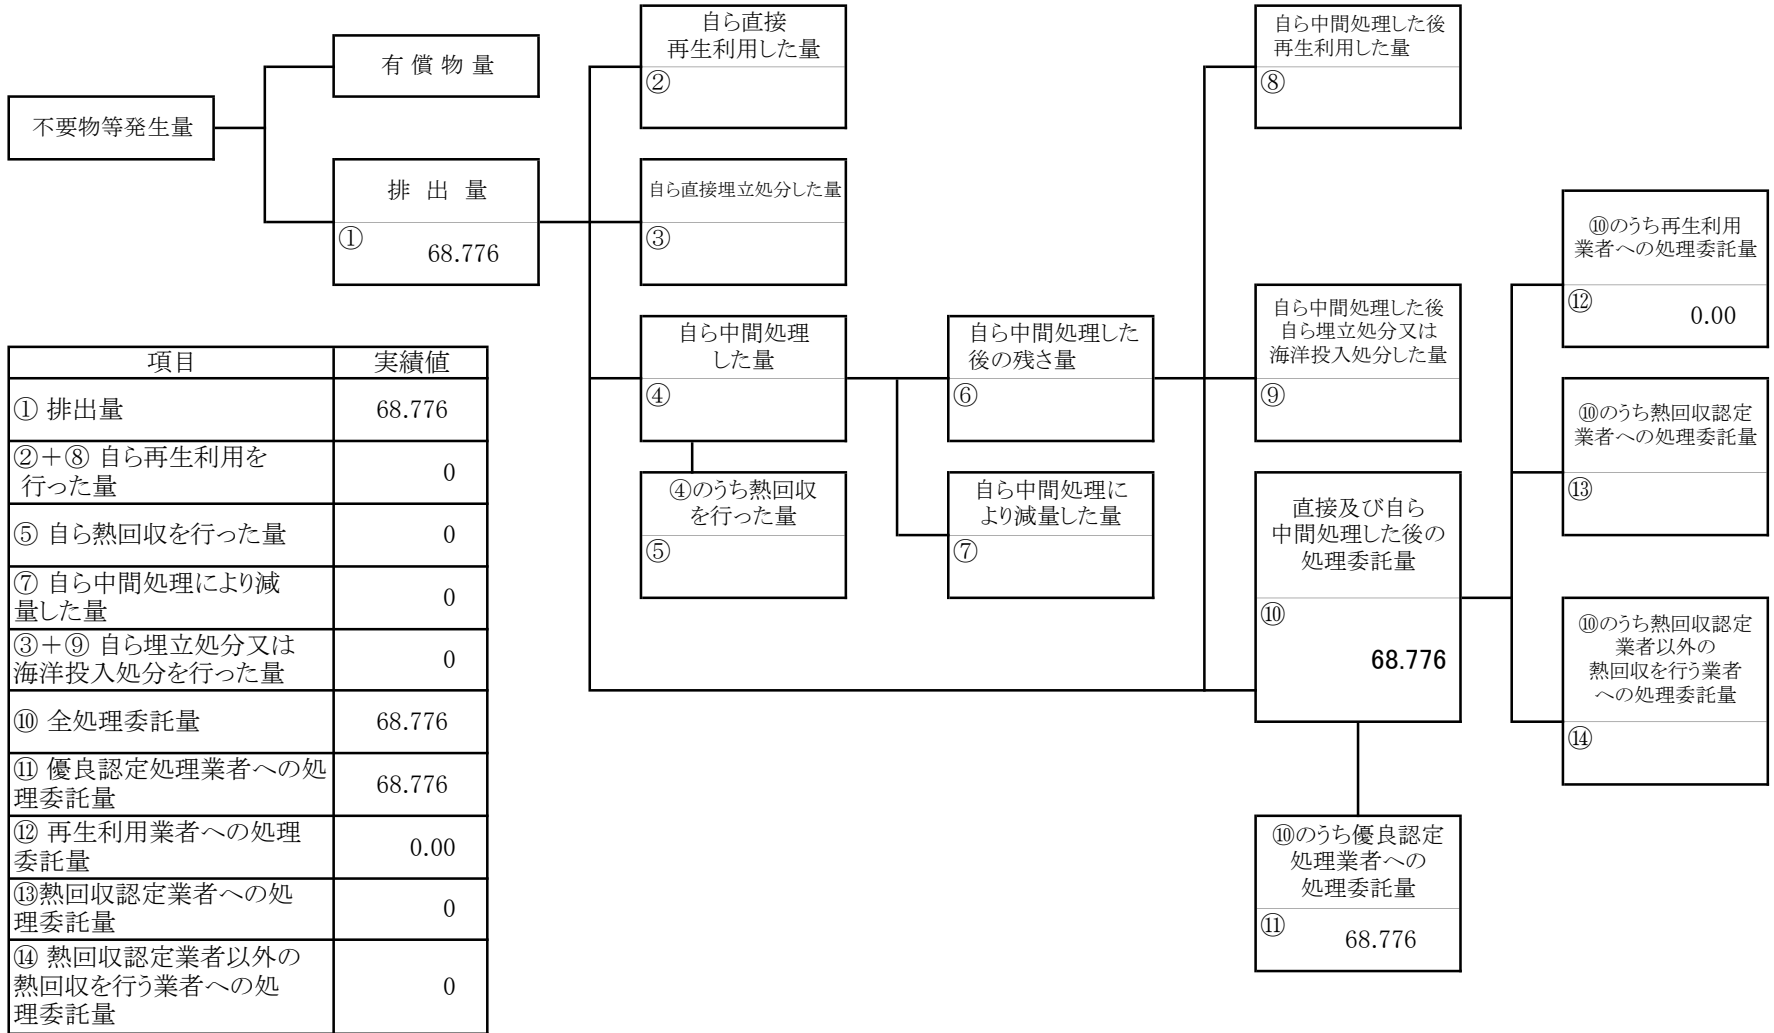 不要物等発生量
有 償 物 量
排 出 量
①
68.776
自ら直接
再生利用した量
②
自ら直接埋立処分した量
③
自ら中間処理
した量
④
④のうち熱回収
を行った量
⑤
自ら中間処理した
後の残さ量
⑥
自ら中間処理に
より減量した量
⑦
自ら中間処理した後
再生利用した量
⑧
自ら中間処理した後
自ら埋立処分又は
海洋投入処分した量
⑨
直接及び自ら
中間処理した後の
処理委託量
⑩
68.776
⑩のうち優良認定
処理業者への
処理委託量
⑪
68.776
⑩のうち再生利用
業者への処理委託量
⑫
0.00
⑩のうち熱回収認定
業者への処理委託量
⑬
⑩のうち熱回収認定
業者以外の
熱回収を行う業者
への処理委託量
⑭
項目 実績値
① 排出量 68.776
②＋⑧ 自ら再生利用を
行った量 0
⑤ 自ら熱回収を行った量 0
⑦ 自ら中間処理により減
量した量 0
③＋⑨ 自ら埋立処分又は
海洋投入処分を行った量 0
⑩ 全処理委託量 68.776
⑪ 優良認定処理業者への処
理委託量 68.776
⑫ 再生利用業者への処理
委託量 0.00
⑬熱回収認定業者への処
理委託量 0
⑭ 熱回収認定業者以外の
熱回収を行う業者への処
理委託量 0